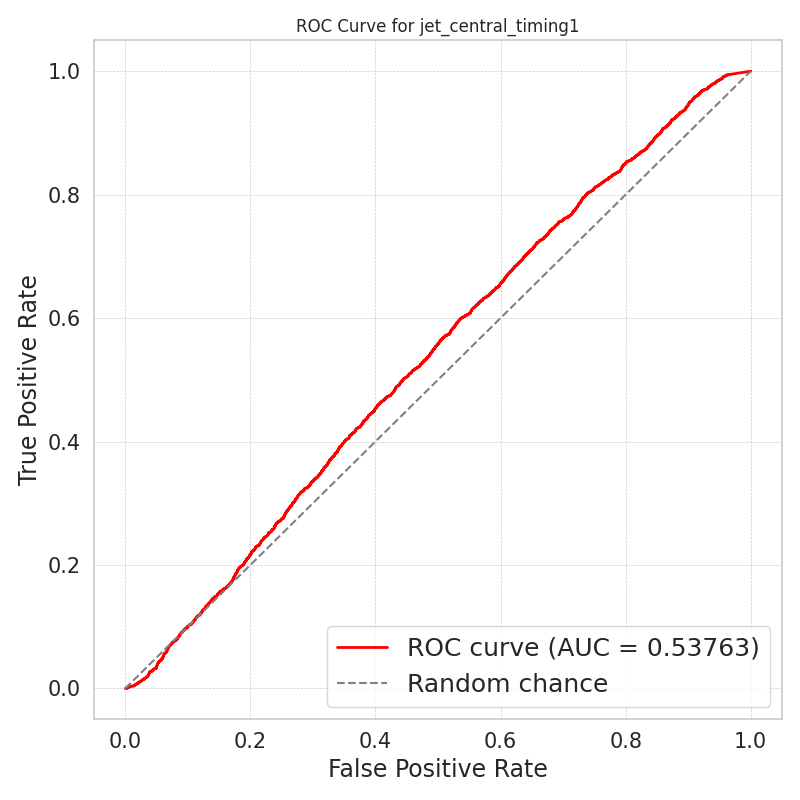 ROC Curve for jet_central_timing1
True Positive Rate
1.0
0.8
0.6
0.4
0.2
0.0
ROC curve (AUC = 0.53763)
Random chance
0.0 0.2 0.4 0.6 0.8 1.0
False Positive Rate